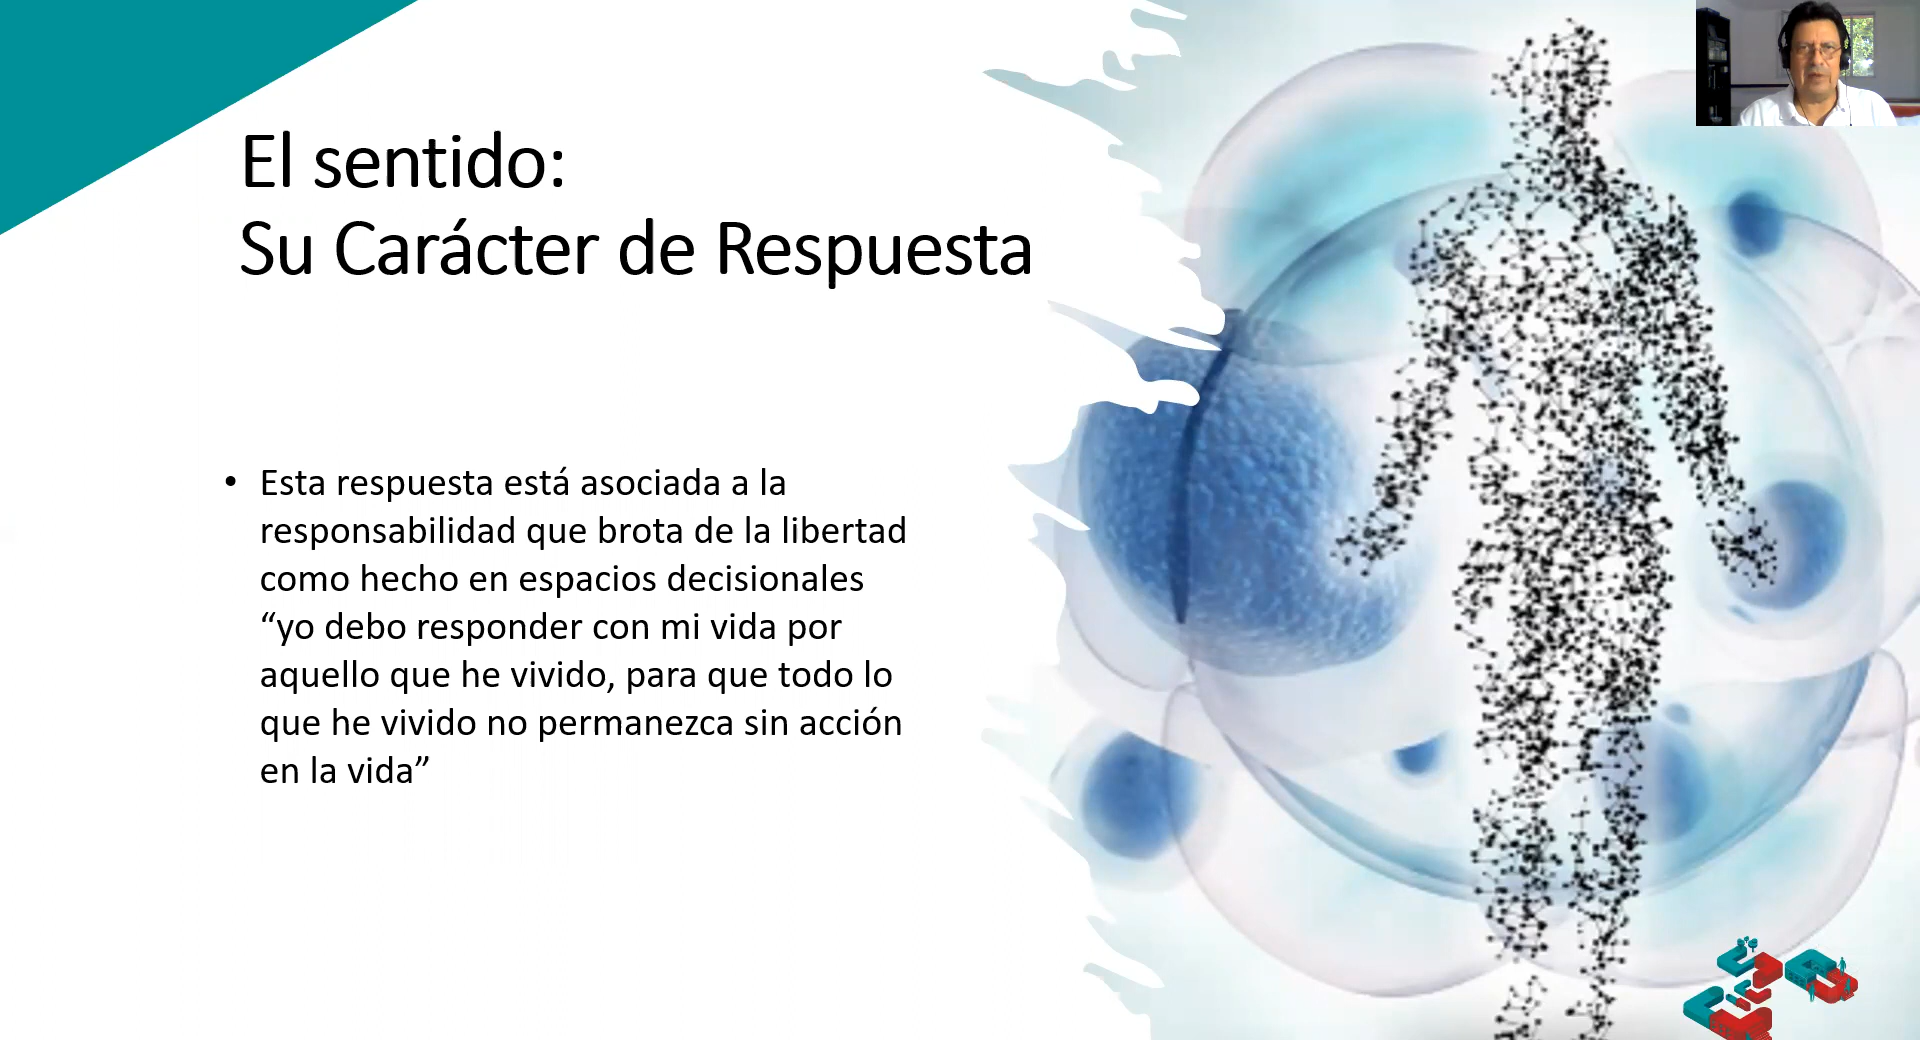 El sentido:
Su Carácter de Respuesta
• Esta respuesta está asociada a la
responsabilidad que brota de la libertad
como hecho en espacios decisionales
“yo debo responder con mi vida por
aquello que he vivido, para que todo lo
que he vivido no permanezca sin acción
en la vida”